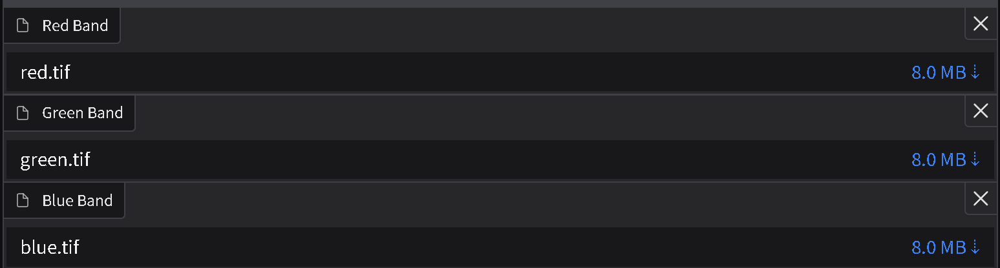 Red Band
red.tif 8.0 MB
Green Band
green.tif 8.0 MB
Blue Band
blue.tif 8.0 MB